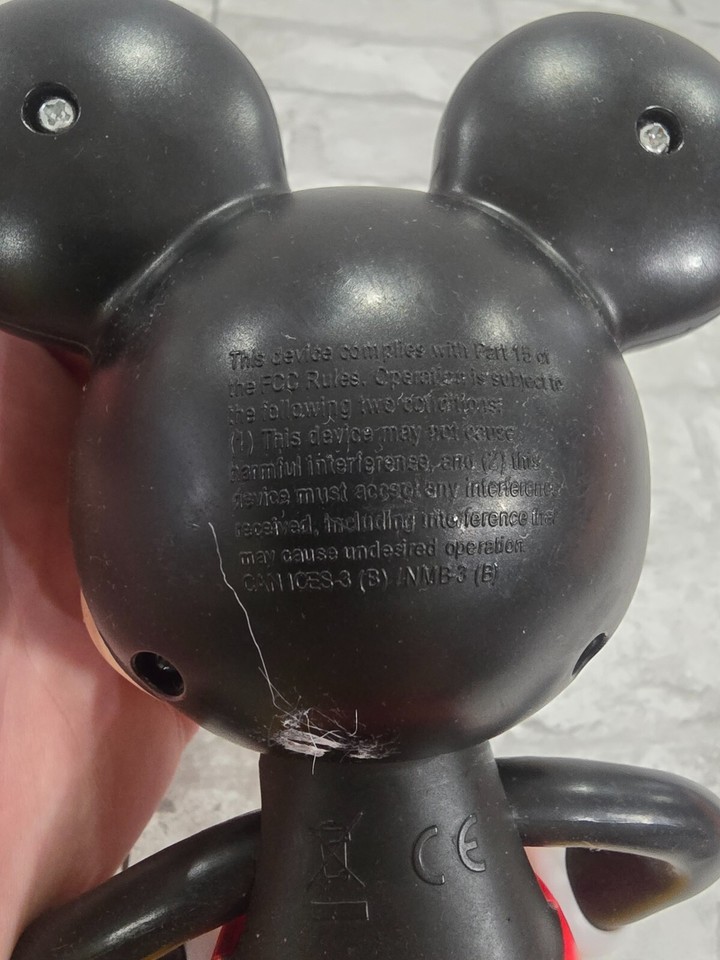 This device complies with Part 15 of
the FCC Rules. Operation is subject to
the following two conditions:
(1) This device may not cause
harmful interference, and (2) this
device must accept any interference
received, including interference that
may cause undesired operation
CAN ICES-3 (B) /NMB-3 (B)
CE